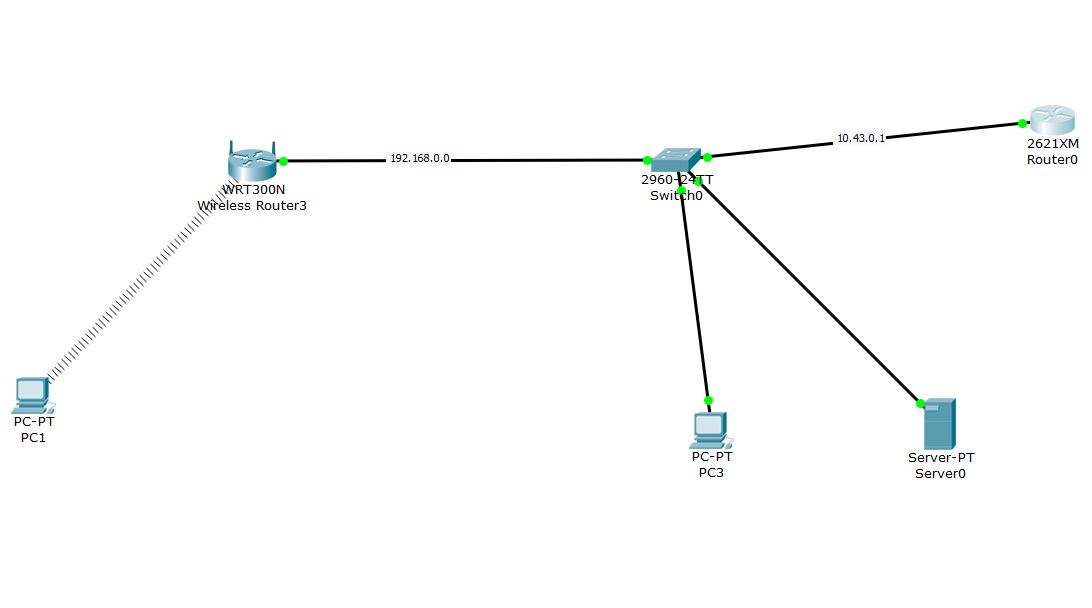 10.43.0.1
2621XM
Router0
192.168.0.0
2960-24TT
Switch0
WRT300N
Wireless Router3
PC-PT
PC1
PC-PT
PC3
Server-PT
Server0